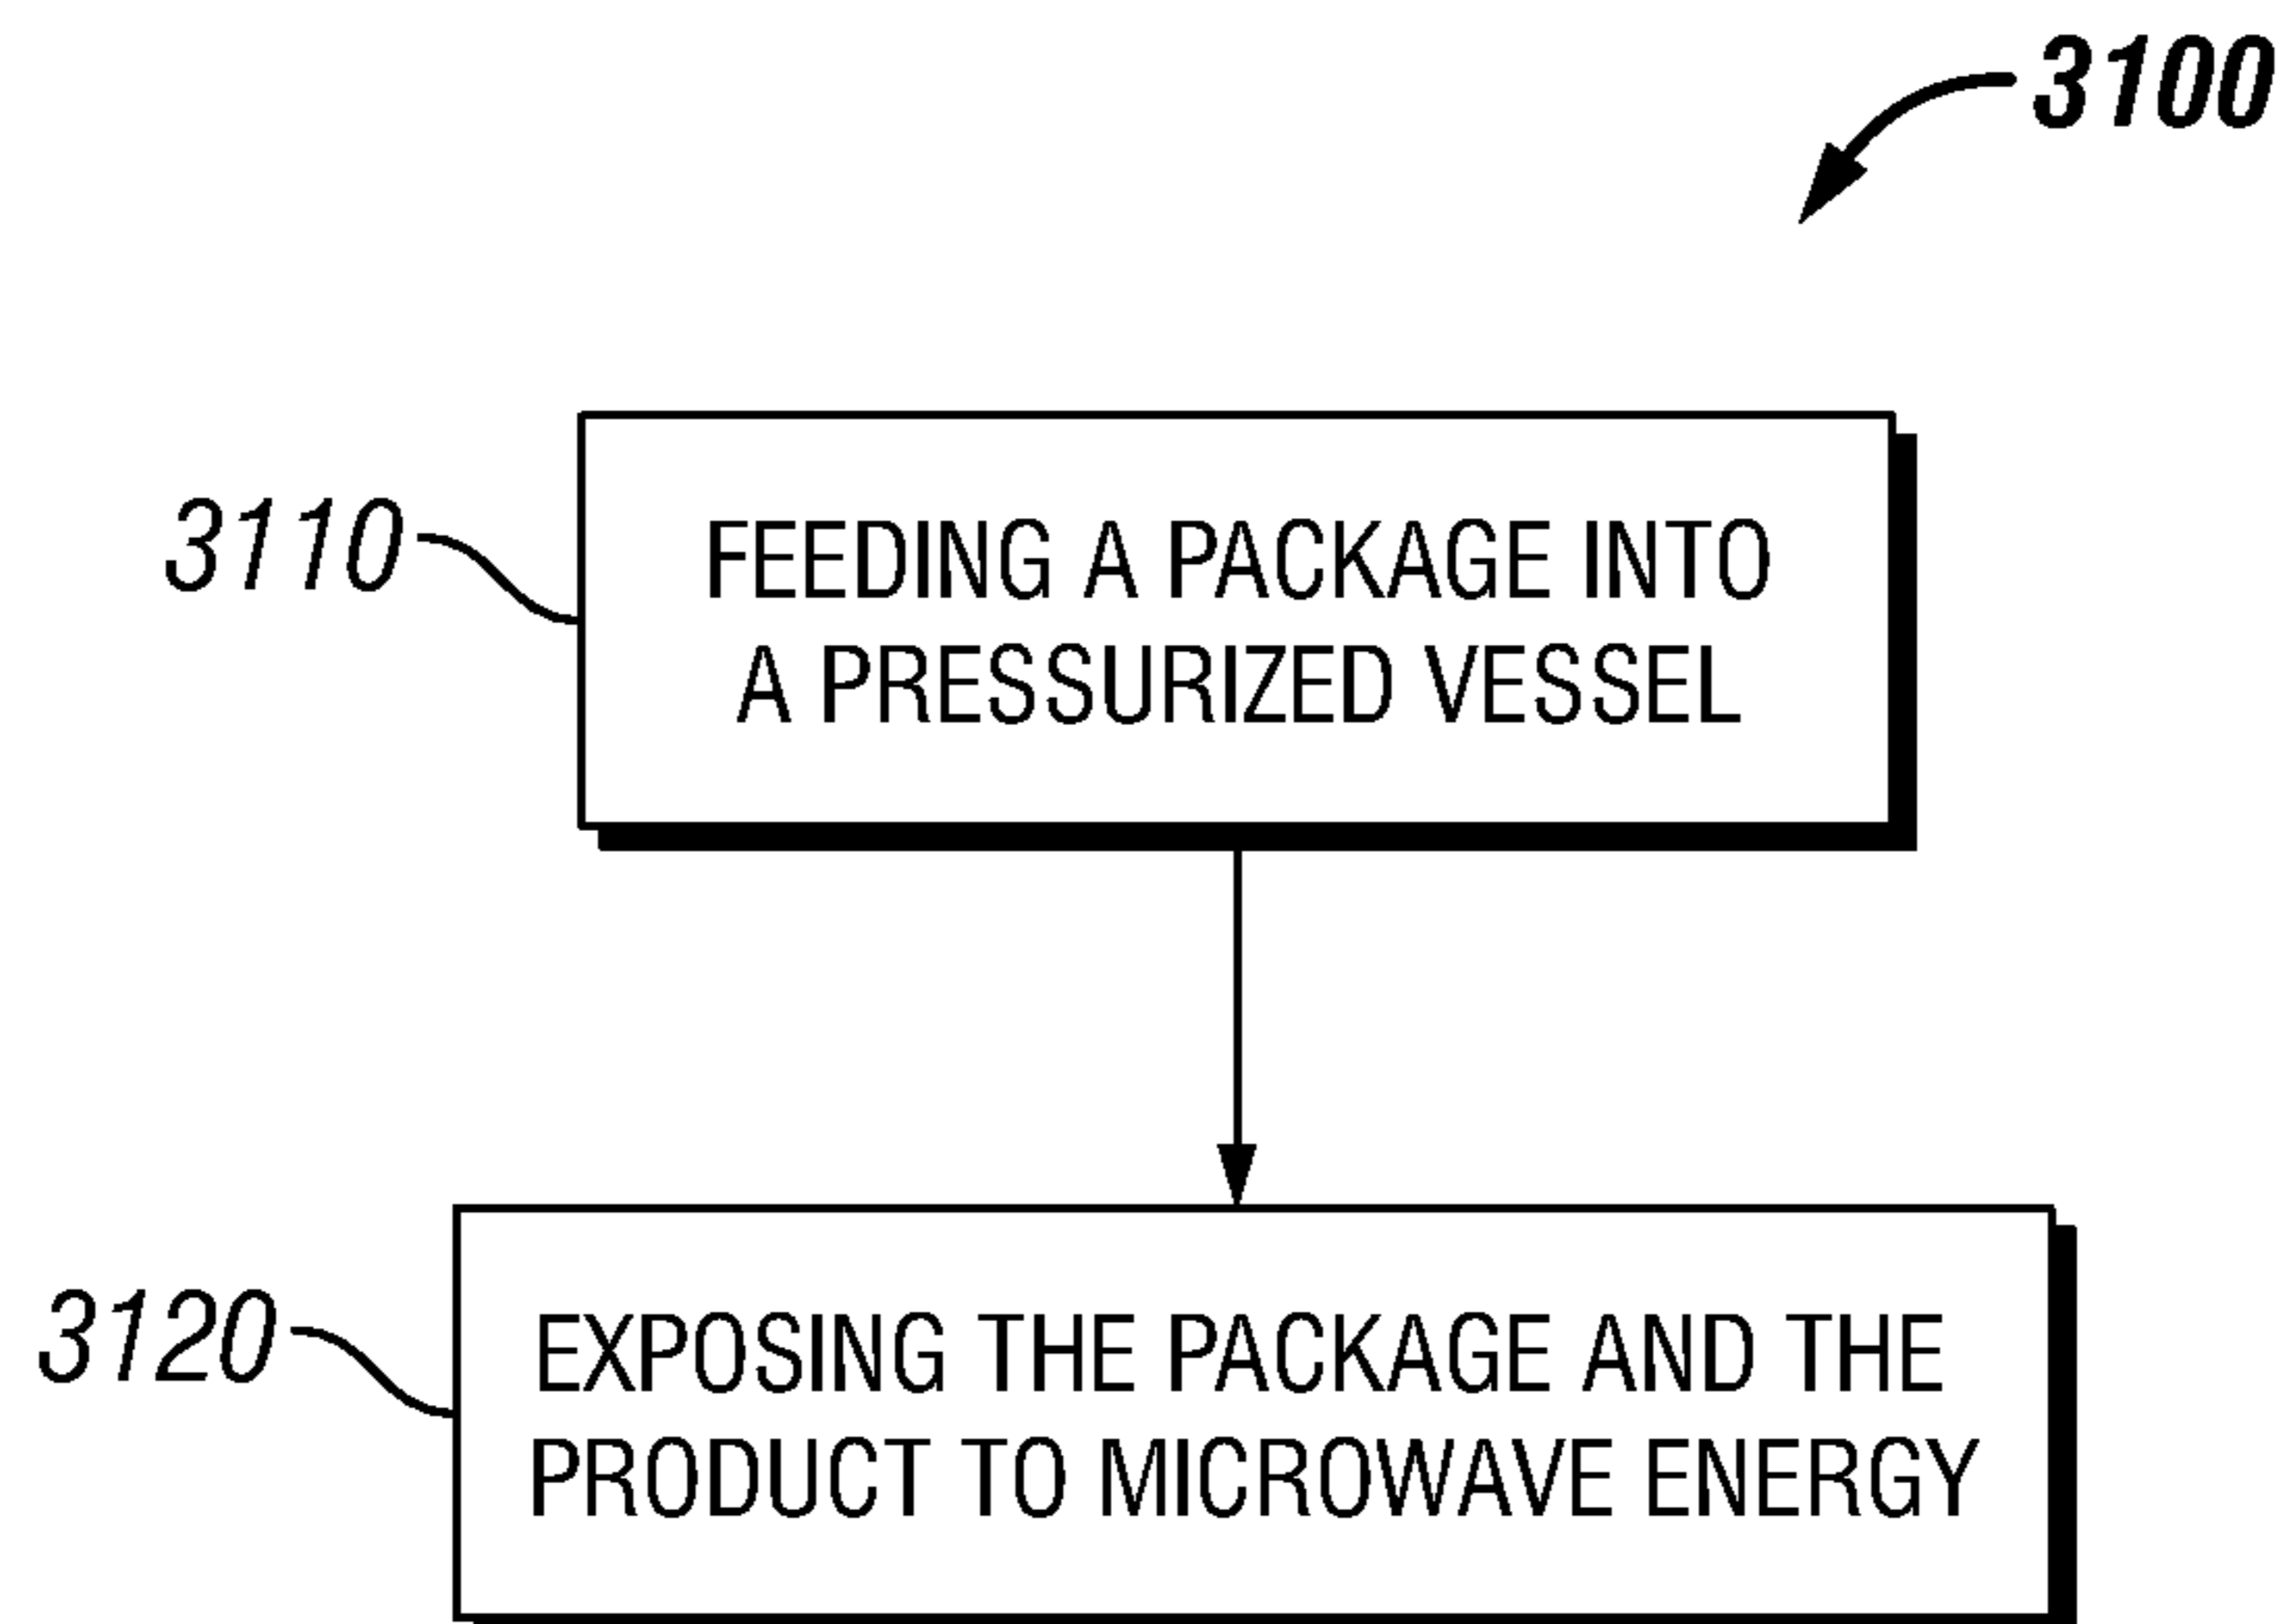 3100
3110
FEEDING A PACKAGE INTO
A PRESSURIZED VESSEL
3120
EXPOSING THE PACKAGE AND THE
PRODUCT TO MICROWAVE ENERGY